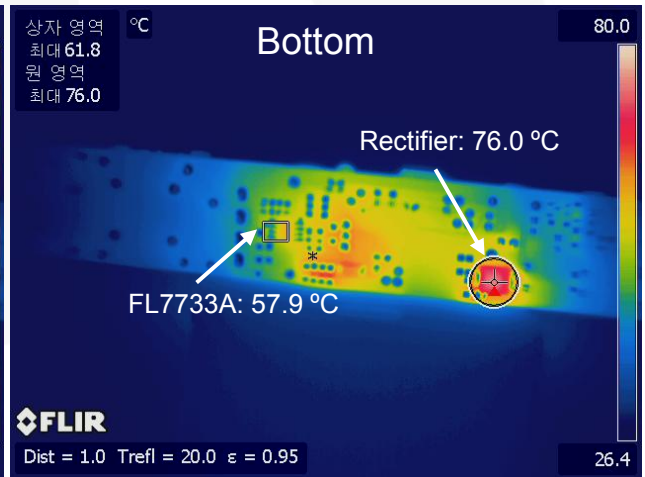 상자 영역 ℃
최대 61.8
원 영역
최대 76.0
Bottom
80.0
Rectifier: 76.0 ºC
FL7733A: 57.9 ºC
FLIR
Dist = 1.0 Trefl = 20.0 ε = 0.95
26.4